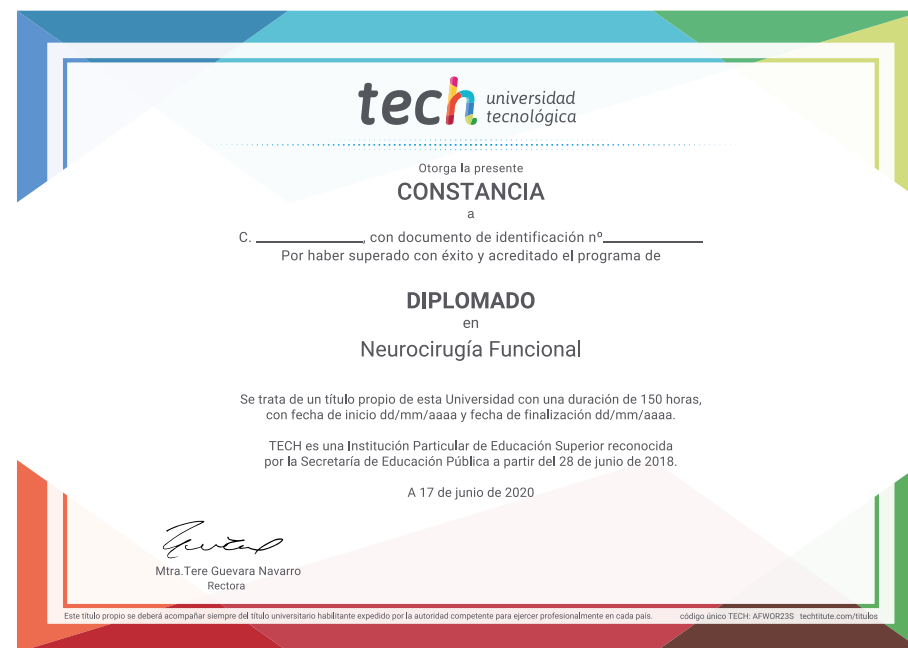 tech universidad
tecnológica
Otorga la presente
CONSTANCIA
a
C. ____________, con documento de identificación nº____________
Por haber superado con éxito y acreditado el programa de
DIPLOMADO
en
Neurocirugía Funcional
Se trata de un título propio de esta Universidad con una duración de 150 horas,
con fecha de inicio dd/mm/aaaa y fecha de finalización dd/mm/aaaa.
TECH es una Institución Particular de Educación Superior reconocida
por la Secretaría de Educación Pública a partir del 28 de junio de 2018.
A 17 de junio de 2020
Mtra.Tere Guevara Navarro
Rectora
Este título propio se deberá acompañar siempre del título universitario habilitante expedido por la autoridad competente para ejercer profesionalmente en cada país. código único TECH: AFWOR23S techtitute.com/titulos